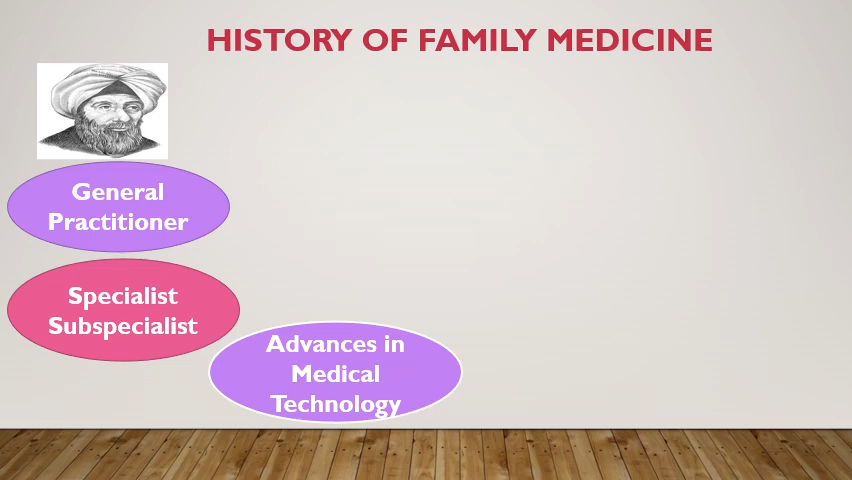 HISTORY OF FAMILY MEDICINE
General
Practitioner
Specialist
Subspecialist
Advances in
Medical
Technology